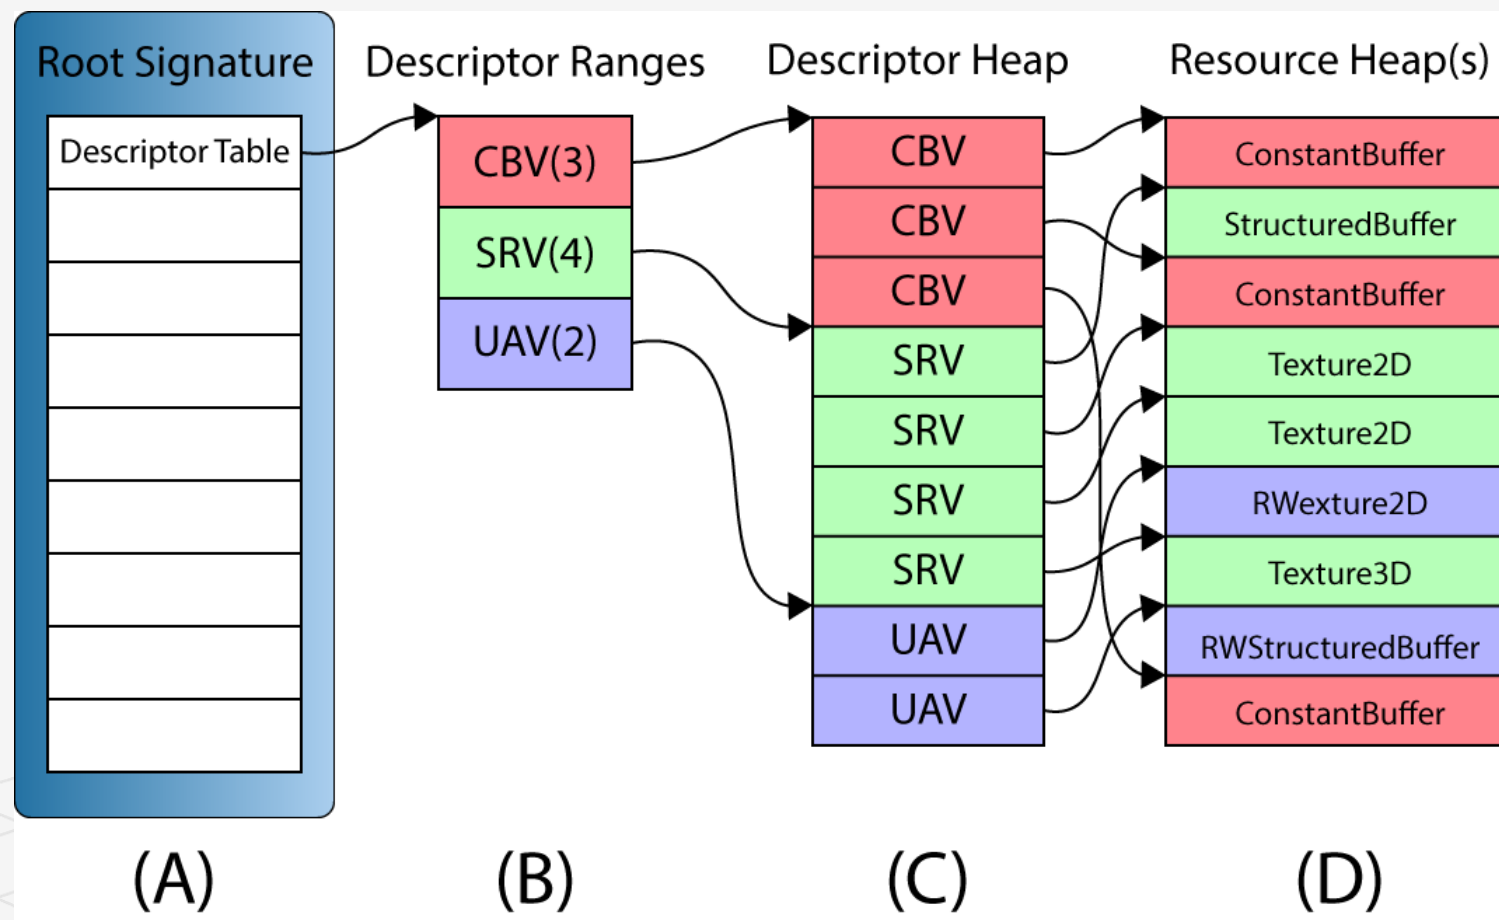 Root Signature
Descriptor Ranges
Descriptor Heap
Resource Heap(s)
Descriptor Table
CBV(3)
SRV(4)
UAV(2)
CBV
CBV
CBV
SRV
SRV
SRV
SRV
UAV
UAV
ConstantBuffer
StructuredBuffer
ConstantBuffer
Texture2D
Texture2D
RWexture2D
Texture3D
RWStructuredBuffer
ConstantBuffer
(A)
(B)
(C)
(D)